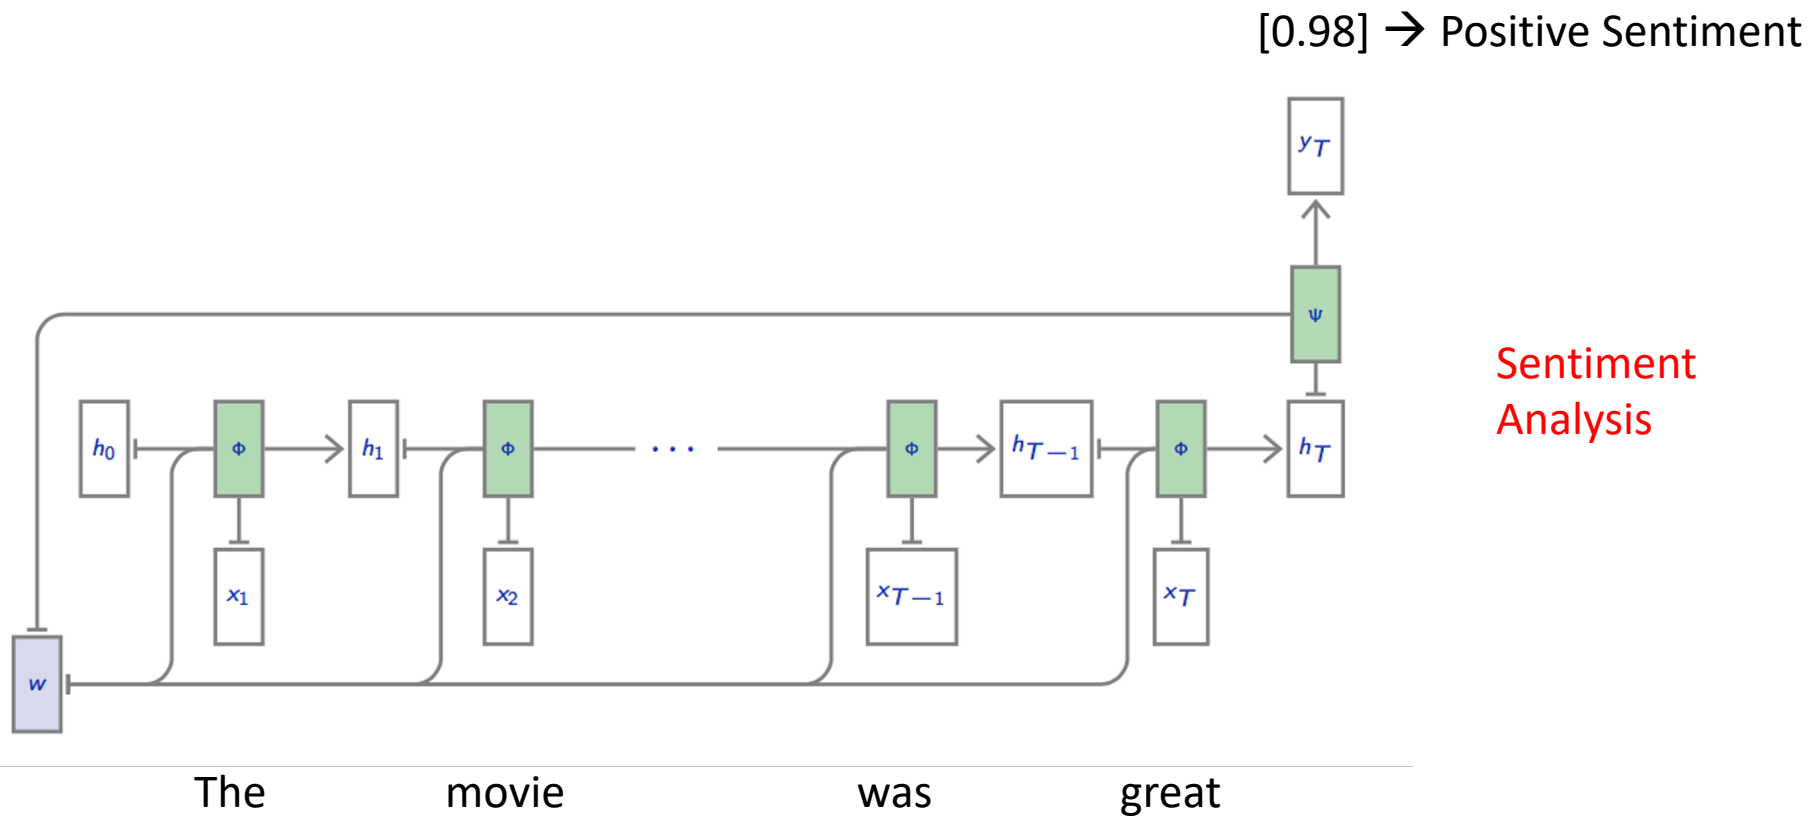 [0.98] → Positive Sentiment
y_T
Ψ
Sentiment
Analysis
h_0 Φ h_1 Φ ... Φ h_{T−1} Φ h_T
x_1 x_2 x_{T−1} x_T
w
The movie was great